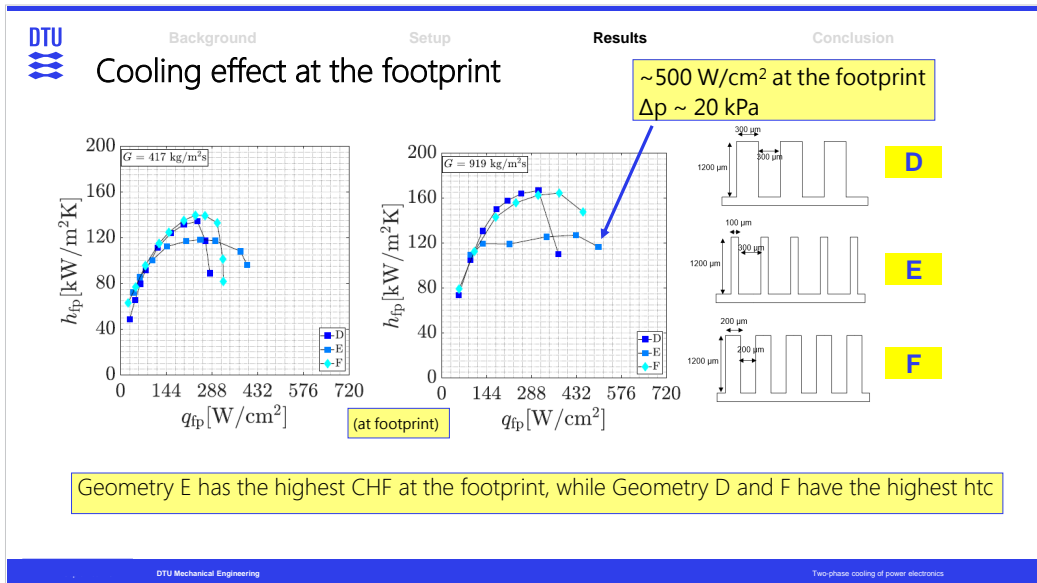 DTU
Background
Setup
Results
Conclusion
Cooling effect at the footprint
~500 W/cm² at the footprint
Δp ~ 20 kPa
G = 417 kg/m²s
200
160
120
80
40
0
h_fp[kW/m²K]
0 144 288 432 576 720
q_fp[W/cm²]
D
E
F
(at footprint)
G = 919 kg/m²s
200
160
120
80
40
0
h_fp[kW/m²K]
0 144 288 432 576 720
q_fp[W/cm²]
D
E
F
300 µm
300 µm
1200 µm
D
100 µm
300 µm
1200 µm
E
200 µm
200 µm
1200 µm
F
Geometry E has the highest CHF at the footprint, while Geometry D and F have the highest htc
DTU Mechanical Engineering
Two-phase cooling of power electronics